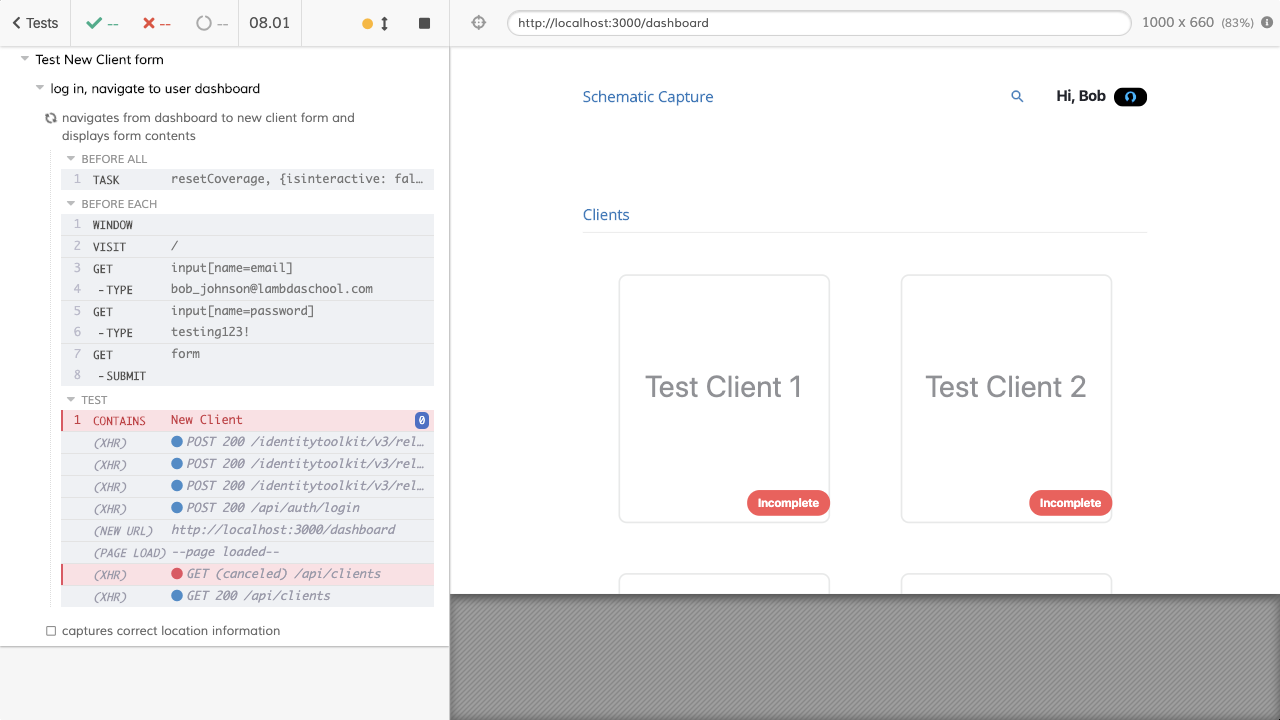 Tests
--
--
--
08.01
http://localhost:3000/dashboard
1000 x 660 (83%)
Test New Client form
log in, navigate to user dashboard
navigates from dashboard to new client form and
displays form contents
BEFORE ALL
1 TASK resetCoverage, {isinteractive: fal…
BEFORE EACH
1 WINDOW
2 VISIT /
3 GET input[name=email]
4 -TYPE bob_johnson@lambdaschool.com
5 GET input[name=password]
6 -TYPE testing123!
7 GET form
8 -SUBMIT
TEST
1 CONTAINS New Client 0
(XHR) POST 200 /identitytoolkit/v3/rel…
(XHR) POST 200 /identitytoolkit/v3/rel…
(XHR) POST 200 /identitytoolkit/v3/rel…
(XHR) POST 200 /api/auth/login
(NEW URL) http://localhost:3000/dashboard
(PAGE LOAD) --page loaded--
(XHR) GET (canceled) /api/clients
(XHR) GET 200 /api/clients
captures correct location information
Schematic Capture
Hi, Bob
Clients
Test Client 1
Incomplete
Test Client 2
Incomplete